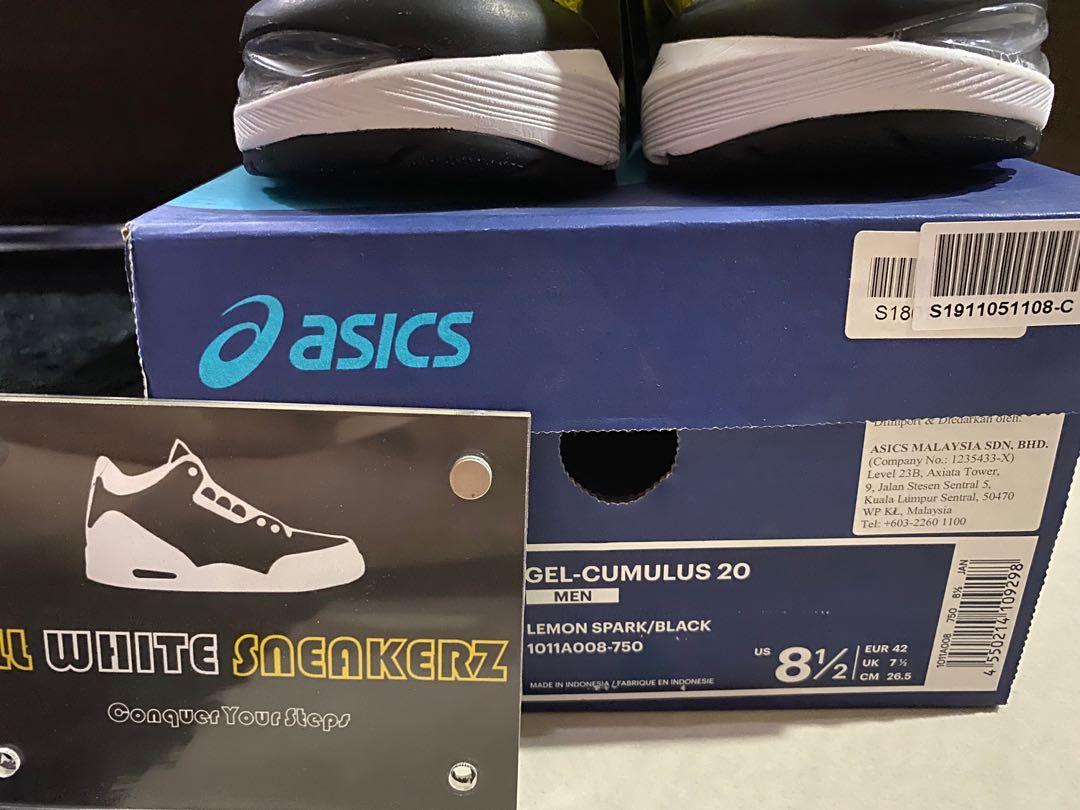 asics
S18
S1911051108-C
Diimport & Diedarkan oleh:
ASICS MALAYSIA SDN. BHD.
(Company No.: 1235433-X)
Level 23B, Axiata Tower,
9, Jalan Stesen Sentral 5,
Kuala Lumpur Sentral, 50470
WP KL, Malaysia
Tel: +603-2260 1100
GEL-CUMULUS 20
MEN
LEMON SPARK/BLACK
1011A008-750
MADE IN INDONESIA / FABRIQUE EN INDONESIE
US 8½
EUR 42
UK 7½
CM 26.5
1011A008 750 8½ JAN
4 550214 109298
LL WHITE SNEAKERZ
Conquer Your Steps